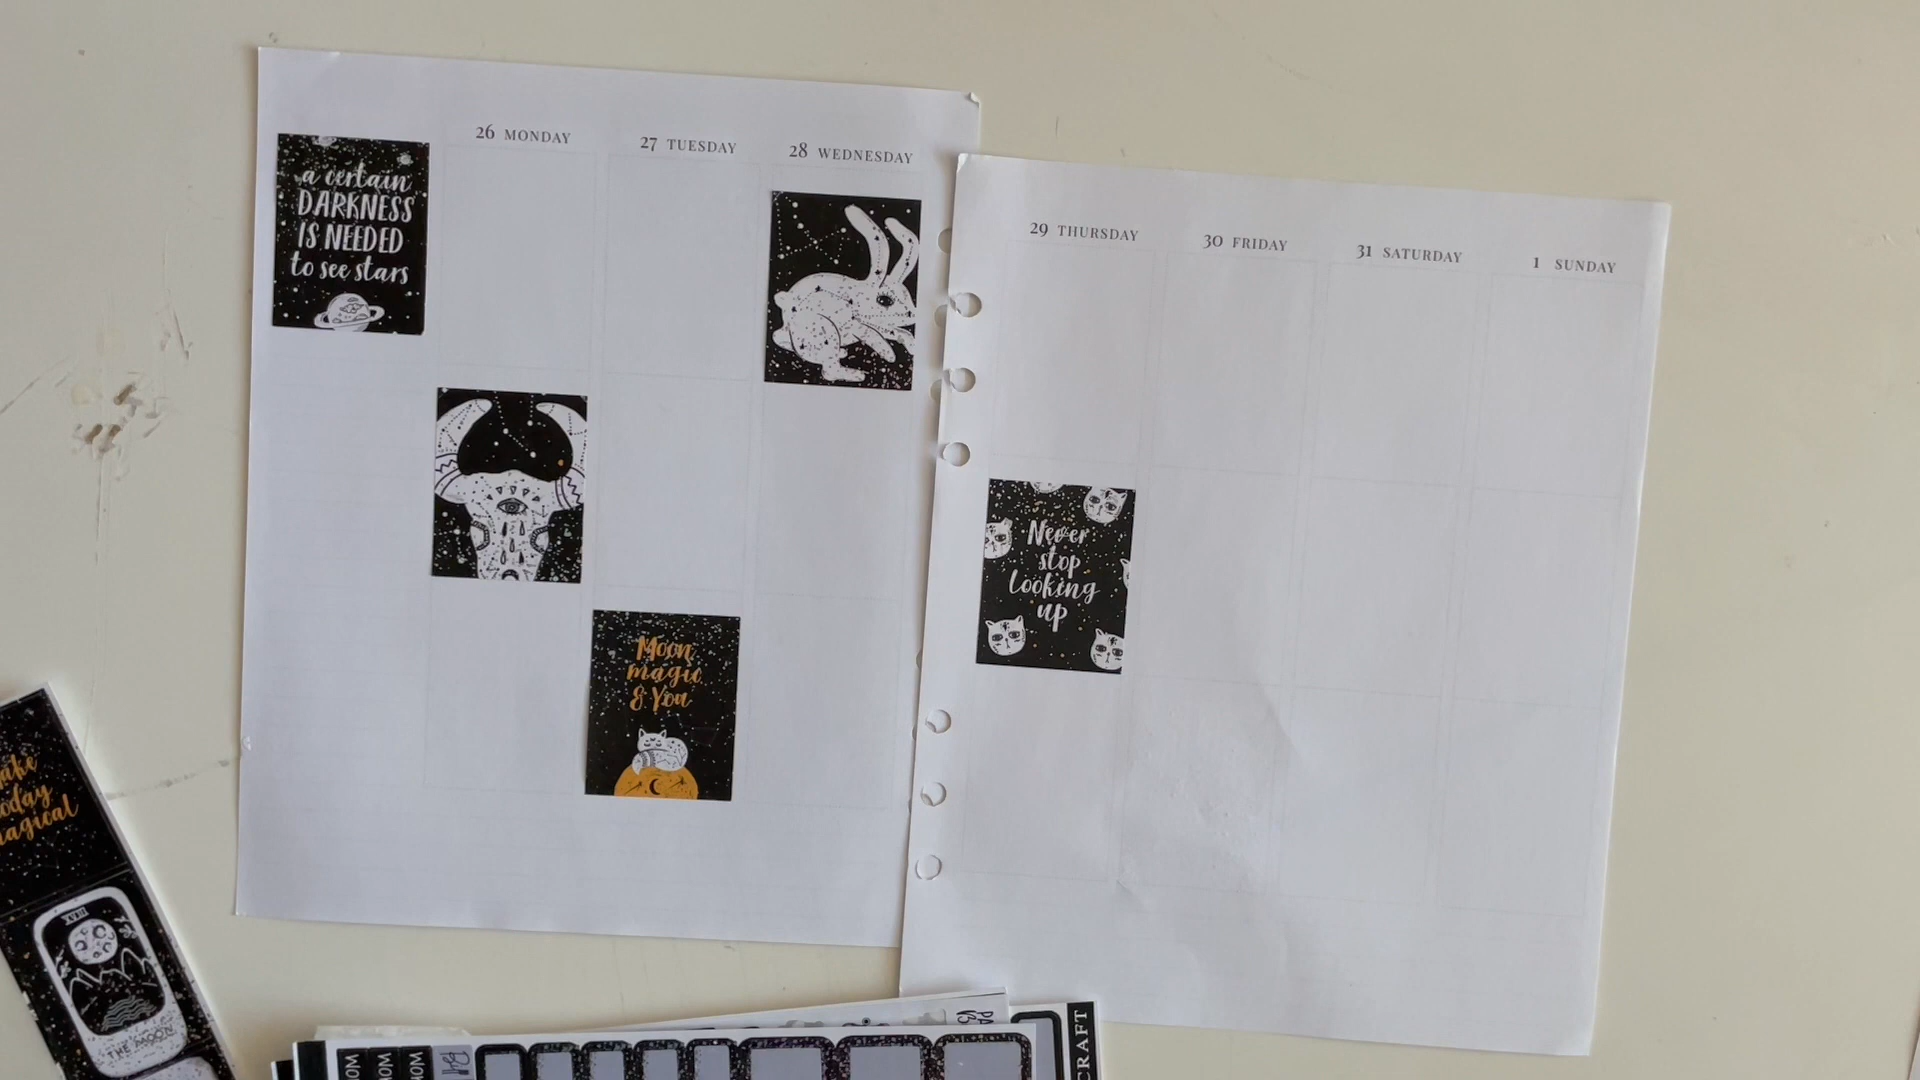 26 MONDAY
27 TUESDAY
28 WEDNESDAY
29 THURSDAY
30 FRIDAY
31 SATURDAY
1 SUNDAY
a certain
DARKNESS
IS NEEDED
to see stars
Never
stop
looking
up
Moon
magic
& You
today
magical
XVIII
THE MOON
CRAFT